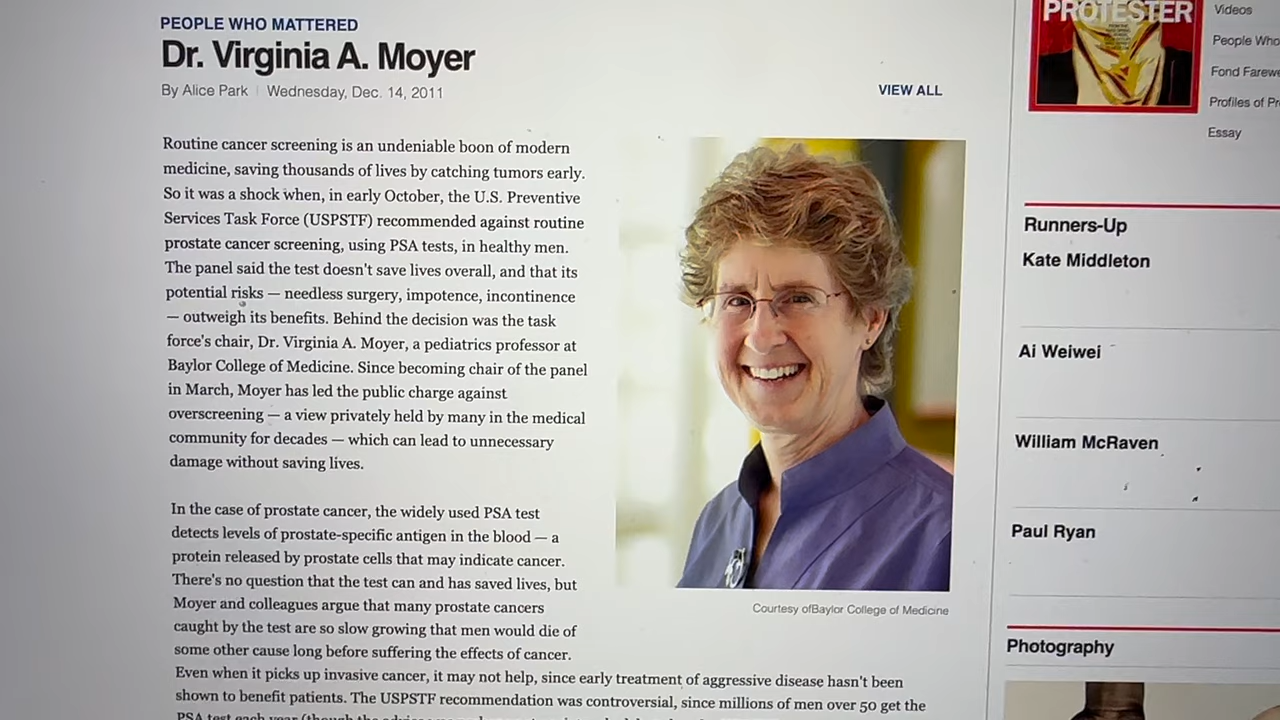 PEOPLE WHO MATTERED
Dr. Virginia A. Moyer
By Alice Park | Wednesday, Dec. 14, 2011
VIEW ALL
Routine cancer screening is an undeniable boon of modern
medicine, saving thousands of lives by catching tumors early.
So it was a shock when, in early October, the U.S. Preventive
Services Task Force (USPSTF) recommended against routine
prostate cancer screening, using PSA tests, in healthy men.
The panel said the test doesn't save lives overall, and that its
potential risks — needless surgery, impotence, incontinence
— outweigh its benefits. Behind the decision was the task
force's chair, Dr. Virginia A. Moyer, a pediatrics professor at
Baylor College of Medicine. Since becoming chair of the panel
in March, Moyer has led the public charge against
overscreening — a view privately held by many in the medical
community for decades — which can lead to unnecessary
damage without saving lives.
In the case of prostate cancer, the widely used PSA test
detects levels of prostate-specific antigen in the blood — a
protein released by prostate cells that may indicate cancer.
There's no question that the test can and has saved lives, but
Moyer and colleagues argue that many prostate cancers
caught by the test are so slow growing that men would die of
some other cause long before suffering the effects of cancer.
Even when it picks up invasive cancer, it may not help, since early treatment of aggressive disease hasn't been
shown to benefit patients. The USPSTF recommendation was controversial, since millions of men over 50 get the
PSA test each year (though the
Courtesy ofBaylor College of Medicine
PROTESTER
Videos
People Who
Fond Farewe
Profiles of Pr
Essay
Runners-Up
Kate Middleton
Ai Weiwei
William McRaven
Paul Ryan
Photography